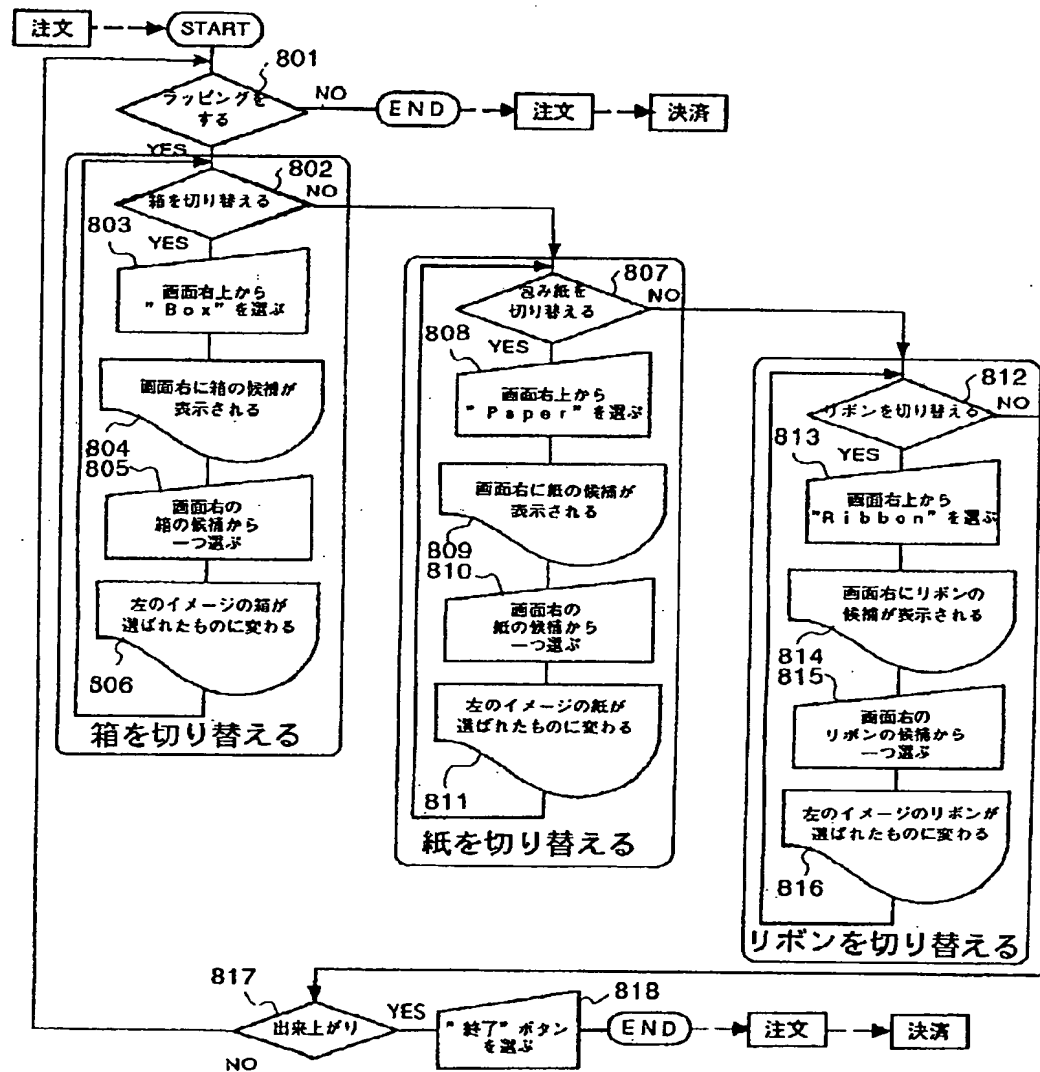 注文
START
801
ラッピングを
する
NO
END
注文
決済
YES
802
箱を切り替える
NO
YES
803
画面右上から
"Box"を選ぶ
画面右に箱の候補が
表示される
804
805
画面右の
箱の候補から
一つ選ぶ
左のイメージの箱が
選ばれたものに変わる
806
箱を切り替える
807
包み紙を
切り替える
NO
YES
808
画面右上から
"Paper"を選ぶ
画面右に紙の候補が
表示される
809
810
画面右の
紙の候補から
一つ選ぶ
左のイメージの紙が
選ばれたものに変わる
811
紙を切り替える
812
リボンを切り替える
NO
YES
813
画面右上から
"Ribbon"を選ぶ
画面右にリボンの
候補が表示される
814
815
画面右の
リボンの候補から
一つ選ぶ
左のイメージのリボンが
選ばれたものに変わる
816
リボンを切り替える
817
出来上がり
YES
NO
818
"終了"ボタン
を選ぶ
END
注文
決済